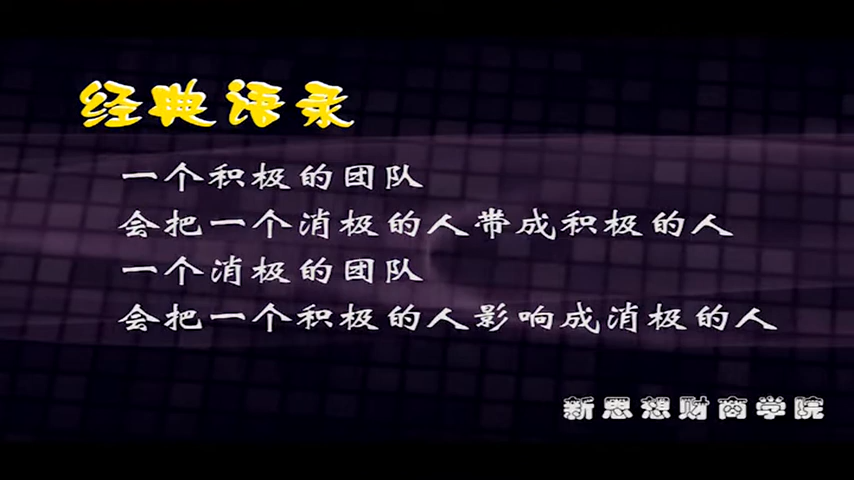 经典语录
一个积极的团队
会把一个消极的人带成积极的人
一个消极的团队
会把一个积极的人影响成消极的人
新思想财商学院